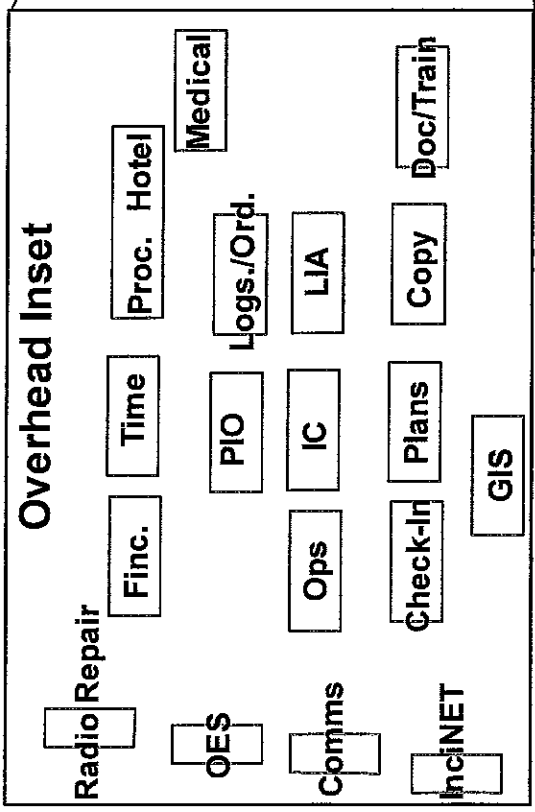 Overhead Inset
Radio Repair
Finc.
Time
Proc. Hotel
Medical
OES
PIO
Logs./Ord.
Comms
Ops
IC
LIA
Check-In
Plans
Copy
Doc/Train
InciNET
GIS